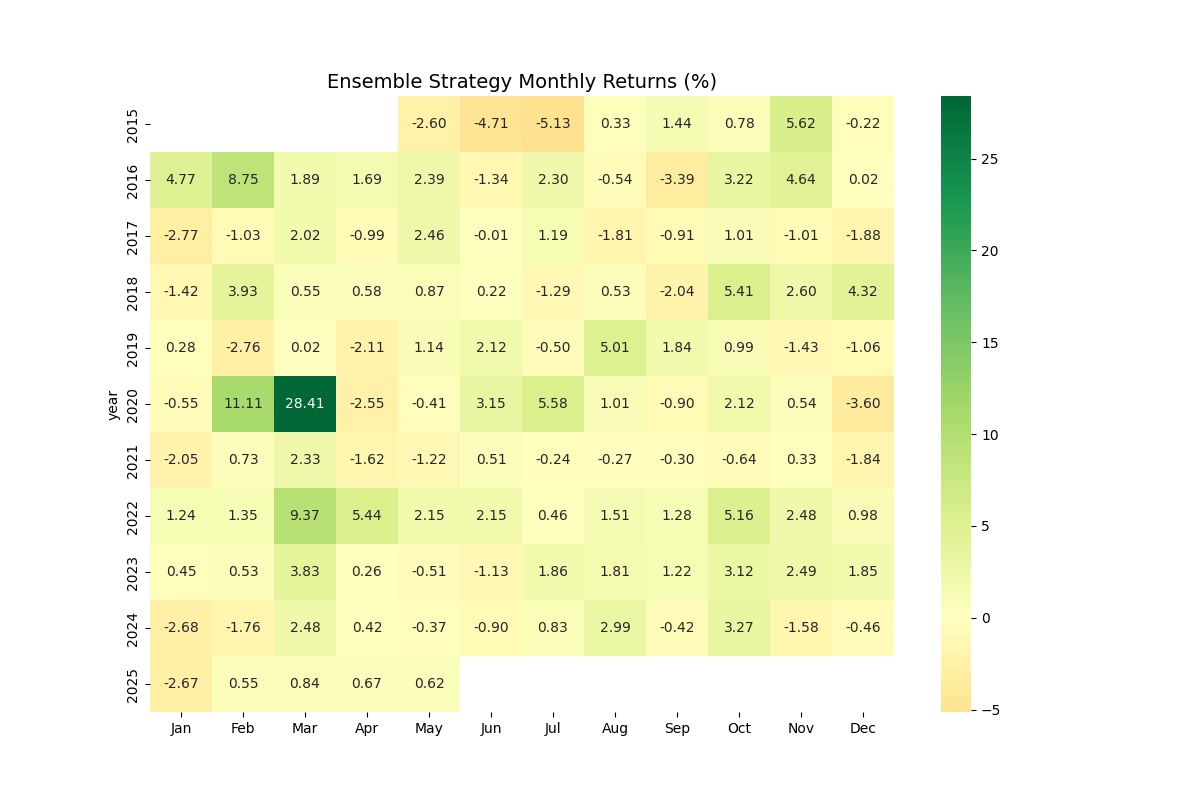 Ensemble Strategy Monthly Returns (%)
2015 -2.60 -4.71 -5.13 0.33 1.44 0.78 5.62 -0.22
2016 4.77 8.75 1.89 1.69 2.39 -1.34 2.30 -0.54 -3.39 3.22 4.64 0.02
2017 -2.77 -1.03 2.02 -0.99 2.46 -0.01 1.19 -1.81 -0.91 1.01 -1.01 -1.88
2018 -1.42 3.93 0.55 0.58 0.87 0.22 -1.29 0.53 -2.04 5.41 2.60 4.32
2019 0.28 -2.76 0.02 -2.11 1.14 2.12 -0.50 5.01 1.84 0.99 -1.43 -1.06
year
2020 -0.55 11.11 28.41 -2.55 -0.41 3.15 5.58 1.01 -0.90 2.12 0.54 -3.60
2021 -2.05 0.73 2.33 -1.62 -1.22 0.51 -0.24 -0.27 -0.30 -0.64 0.33 -1.84
2022 1.24 1.35 9.37 5.44 2.15 2.15 0.46 1.51 1.28 5.16 2.48 0.98
2023 0.45 0.53 3.83 0.26 -0.51 -1.13 1.86 1.81 1.22 3.12 2.49 1.85
2024 -2.68 -1.76 2.48 0.42 -0.37 -0.90 0.83 2.99 -0.42 3.27 -1.58 -0.46
2025 -2.67 0.55 0.84 0.67 0.62
Jan Feb Mar Apr May Jun Jul Aug Sep Oct Nov Dec
25
20
15
10
5
0
−5